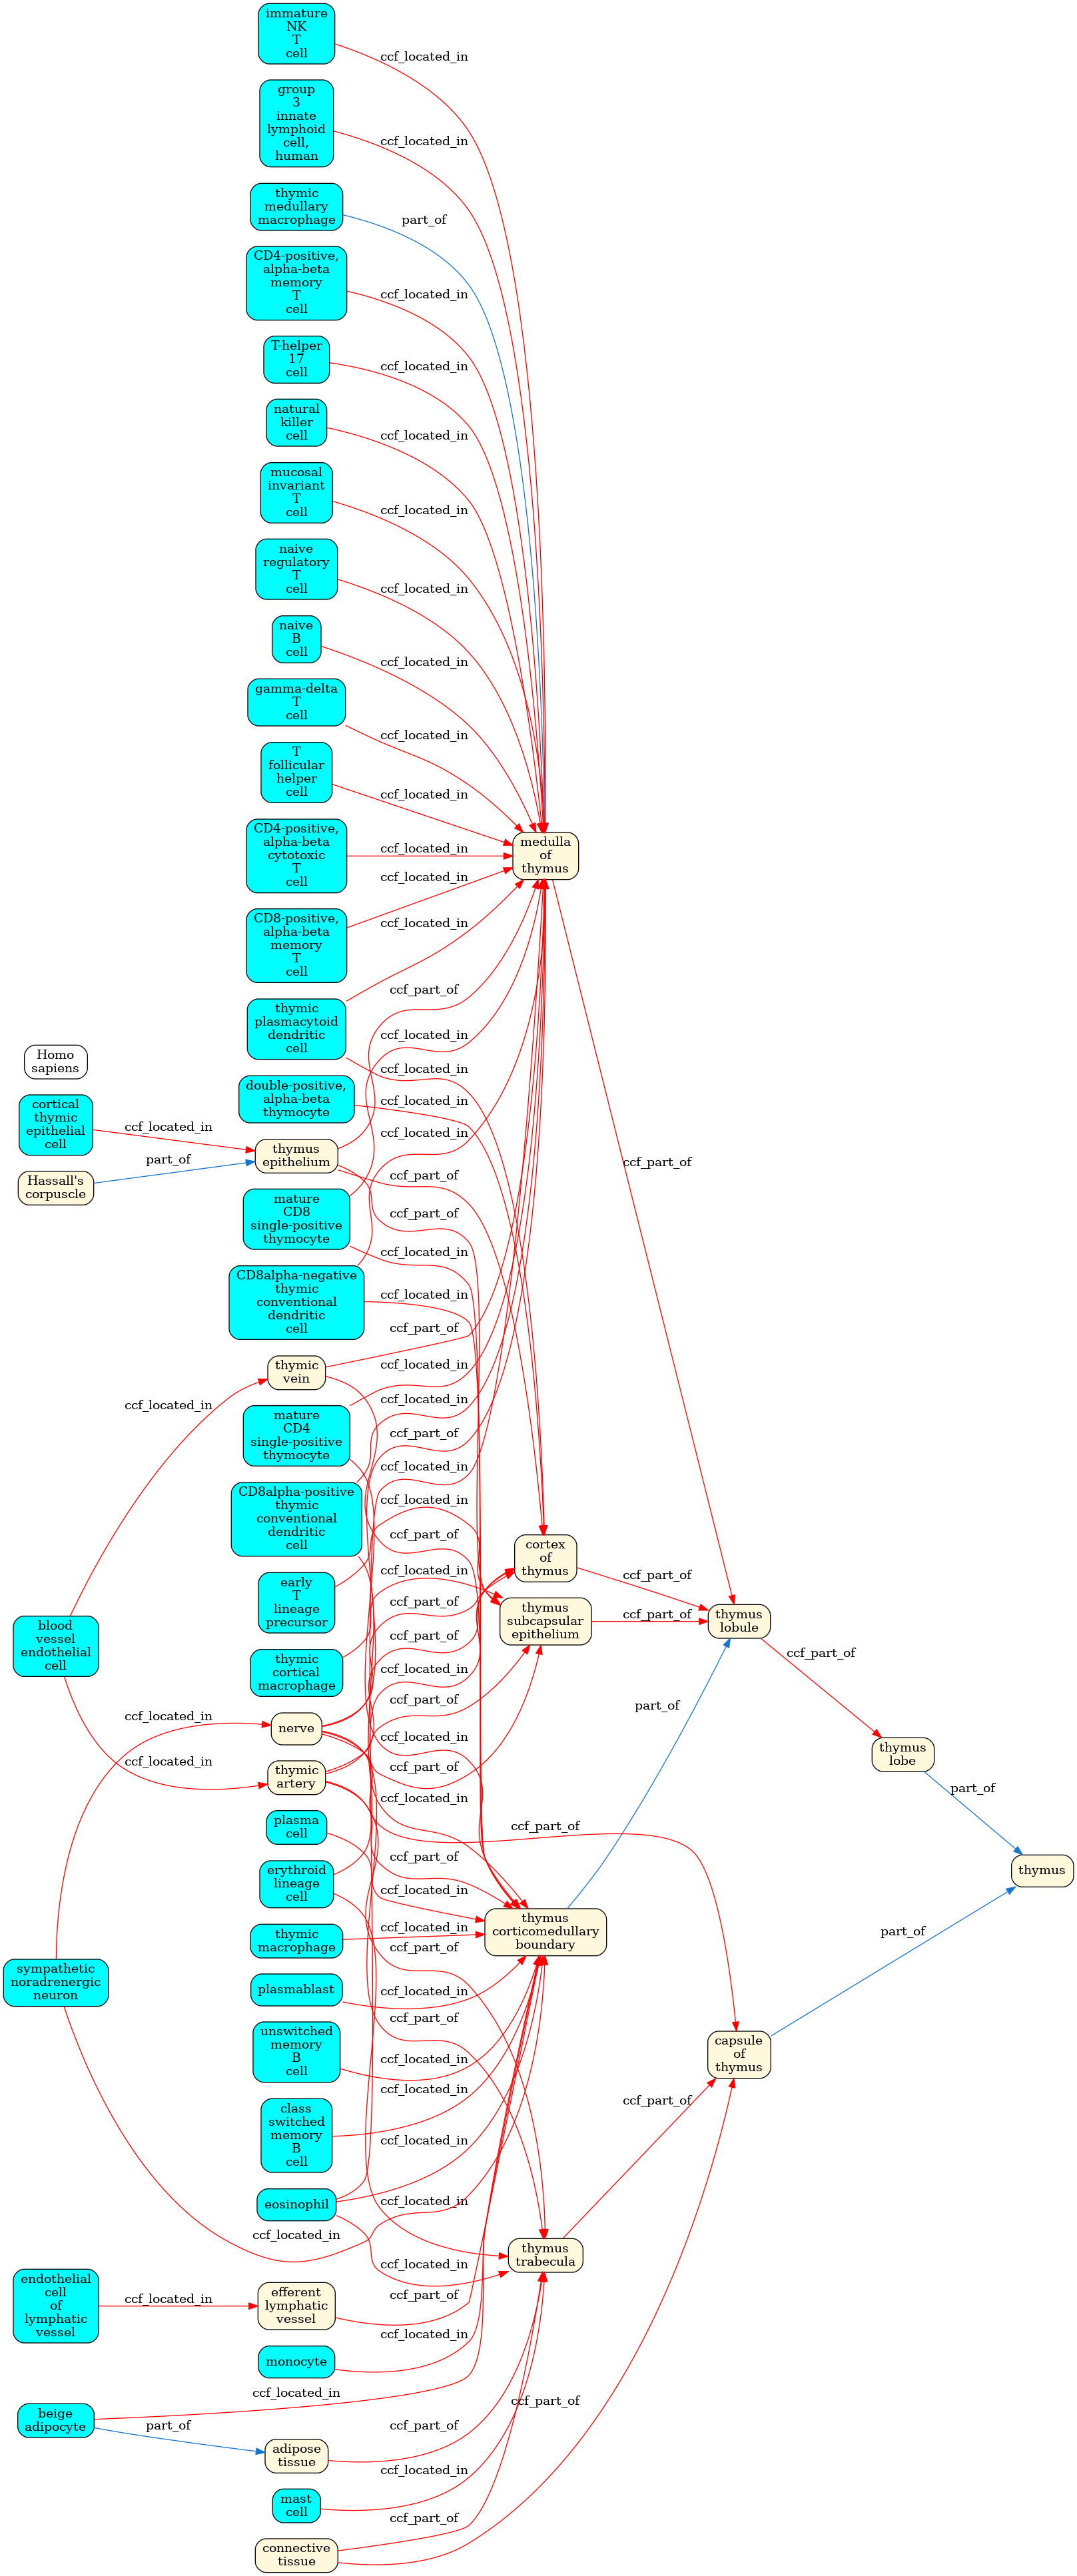 immature
NK
T
cell
ccf_located_in
group
3
innate
lymphoid
cell,
human
ccf_located_in
thymic
medullary
macrophage
part_of
CD4-positive,
alpha-beta
memory
T
cell
ccf_located_in
T-helper
17
cell
ccf_located_in
natural
killer
cell
ccf_located_in
mucosal
invariant
T
cell
ccf_located_in
naive
regulatory
T
cell
ccf_located_in
naive
B
cell
ccf_located_in
gamma-delta
T
cell
ccf_located_in
T
follicular
helper
cell
ccf_located_in
CD4-positive,
alpha-beta
cytotoxic
T
cell
ccf_located_in
medulla
of
thymus
CD8-positive,
alpha-beta
memory
T
cell
ccf_located_in
ccf_located_in
thymic
plasmacytoid
dendritic
cell
ccf_part_of
ccf_located_in
Homo
sapiens
ccf_located_in
double-positive,
alpha-beta
thymocyte
ccf_located_in
cortical
thymic
epithelial
cell
ccf_located_in
ccf_located_in
thymus
epithelium
part_of
Hassall's
corpuscle
ccf_part_of
ccf_part_of
ccf_part_of
mature
CD8
single-positive
thymocyte
ccf_part_of
ccf_located_in
CD8alpha-negative
thymic
conventional
dendritic
cell
ccf_located_in
ccf_part_of
thymic
vein
ccf_located_in
ccf_located_in
mature
CD4
single-positive
thymocyte
ccf_located_in
ccf_part_of
ccf_located_in
CD8alpha-positive
thymic
conventional
dendritic
cell
ccf_located_in
ccf_part_of
cortex
of
thymus
ccf_part_of
early
T
lineage
precursor
ccf_located_in
ccf_part_of
thymus
subcapsular
epithelium
ccf_part_of
thymus
lobule
blood
vessel
endothelial
cell
ccf_part_of
thymic
cortical
macrophage
ccf_located_in
ccf_part_of
ccf_part_of
part_of
nerve
ccf_located_in
ccf_located_in
thymus
lobe
thymic
artery
ccf_located_in
ccf_part_of
part_of
ccf_located_in
plasma
cell
ccf_part_of
ccf_part_of
thymus
erythroid
lineage
cell
ccf_located_in
thymic
macrophage
ccf_located_in
thymus
corticomedullary
boundary
part_of
ccf_part_of
sympathetic
noradrenergic
neuron
plasmablast
ccf_located_in
ccf_part_of
unswitched
memory
B
cell
ccf_located_in
capsule
of
thymus
ccf_located_in
class
switched
memory
B
cell
ccf_part_of
ccf_located_in
eosinophil
ccf_located_in
ccf_located_in
ccf_located_in
thymus
trabecula
endothelial
cell
of
lymphatic
vessel
ccf_located_in
efferent
lymphatic
vessel
ccf_part_of
ccf_located_in
monocyte
ccf_located_in
ccf_part_of
beige
adipocyte
part_of
ccf_part_of
adipose
tissue
ccf_located_in
mast
cell
ccf_part_of
connective
tissue